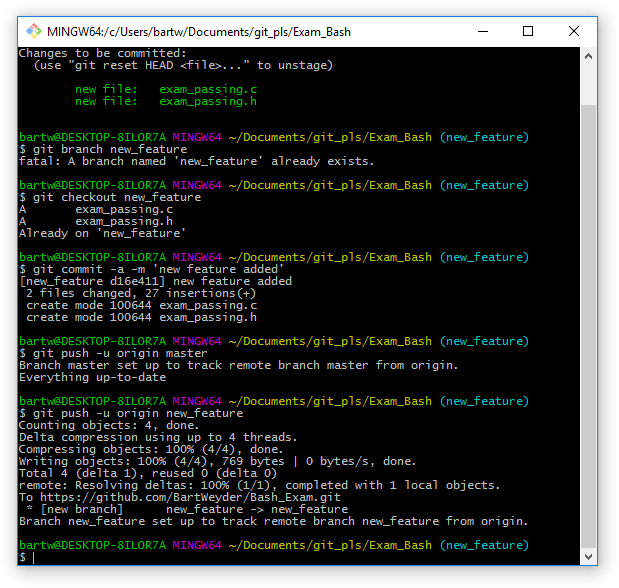 MINGW64:/c/Users/bartw/Documents/git_pls/Exam_Bash
Changes to be committed:
  (use "git reset HEAD <file>..." to unstage)

        new file:   exam_passing.c
        new file:   exam_passing.h

bartw@DESKTOP-8ILOR7A MINGW64 ~/Documents/git_pls/Exam_Bash (new_feature)
$ git branch new_feature
fatal: A branch named 'new_feature' already exists.

bartw@DESKTOP-8ILOR7A MINGW64 ~/Documents/git_pls/Exam_Bash (new_feature)
$ git checkout new_feature
A       exam_passing.c
A       exam_passing.h
Already on 'new_feature'

bartw@DESKTOP-8ILOR7A MINGW64 ~/Documents/git_pls/Exam_Bash (new_feature)
$ git commit -a -m 'new feature added'
[new_feature d16e411] new feature added
 2 files changed, 27 insertions(+)
 create mode 100644 exam_passing.c
 create mode 100644 exam_passing.h

bartw@DESKTOP-8ILOR7A MINGW64 ~/Documents/git_pls/Exam_Bash (new_feature)
$ git push -u origin master
Branch master set up to track remote branch master from origin.
Everything up-to-date

bartw@DESKTOP-8ILOR7A MINGW64 ~/Documents/git_pls/Exam_Bash (new_feature)
$ git push -u origin new_feature
Counting objects: 4, done.
Delta compression using up to 4 threads.
Compressing objects: 100% (4/4), done.
Writing objects: 100% (4/4), 769 bytes | 0 bytes/s, done.
Total 4 (delta 1), reused 0 (delta 0)
remote: Resolving deltas: 100% (1/1), completed with 1 local objects.
To https://github.com/BartWeyder/Bash_Exam.git
 * [new branch]      new_feature -> new_feature
Branch new_feature set up to track remote branch new_feature from origin.

bartw@DESKTOP-8ILOR7A MINGW64 ~/Documents/git_pls/Exam_Bash (new_feature)
$